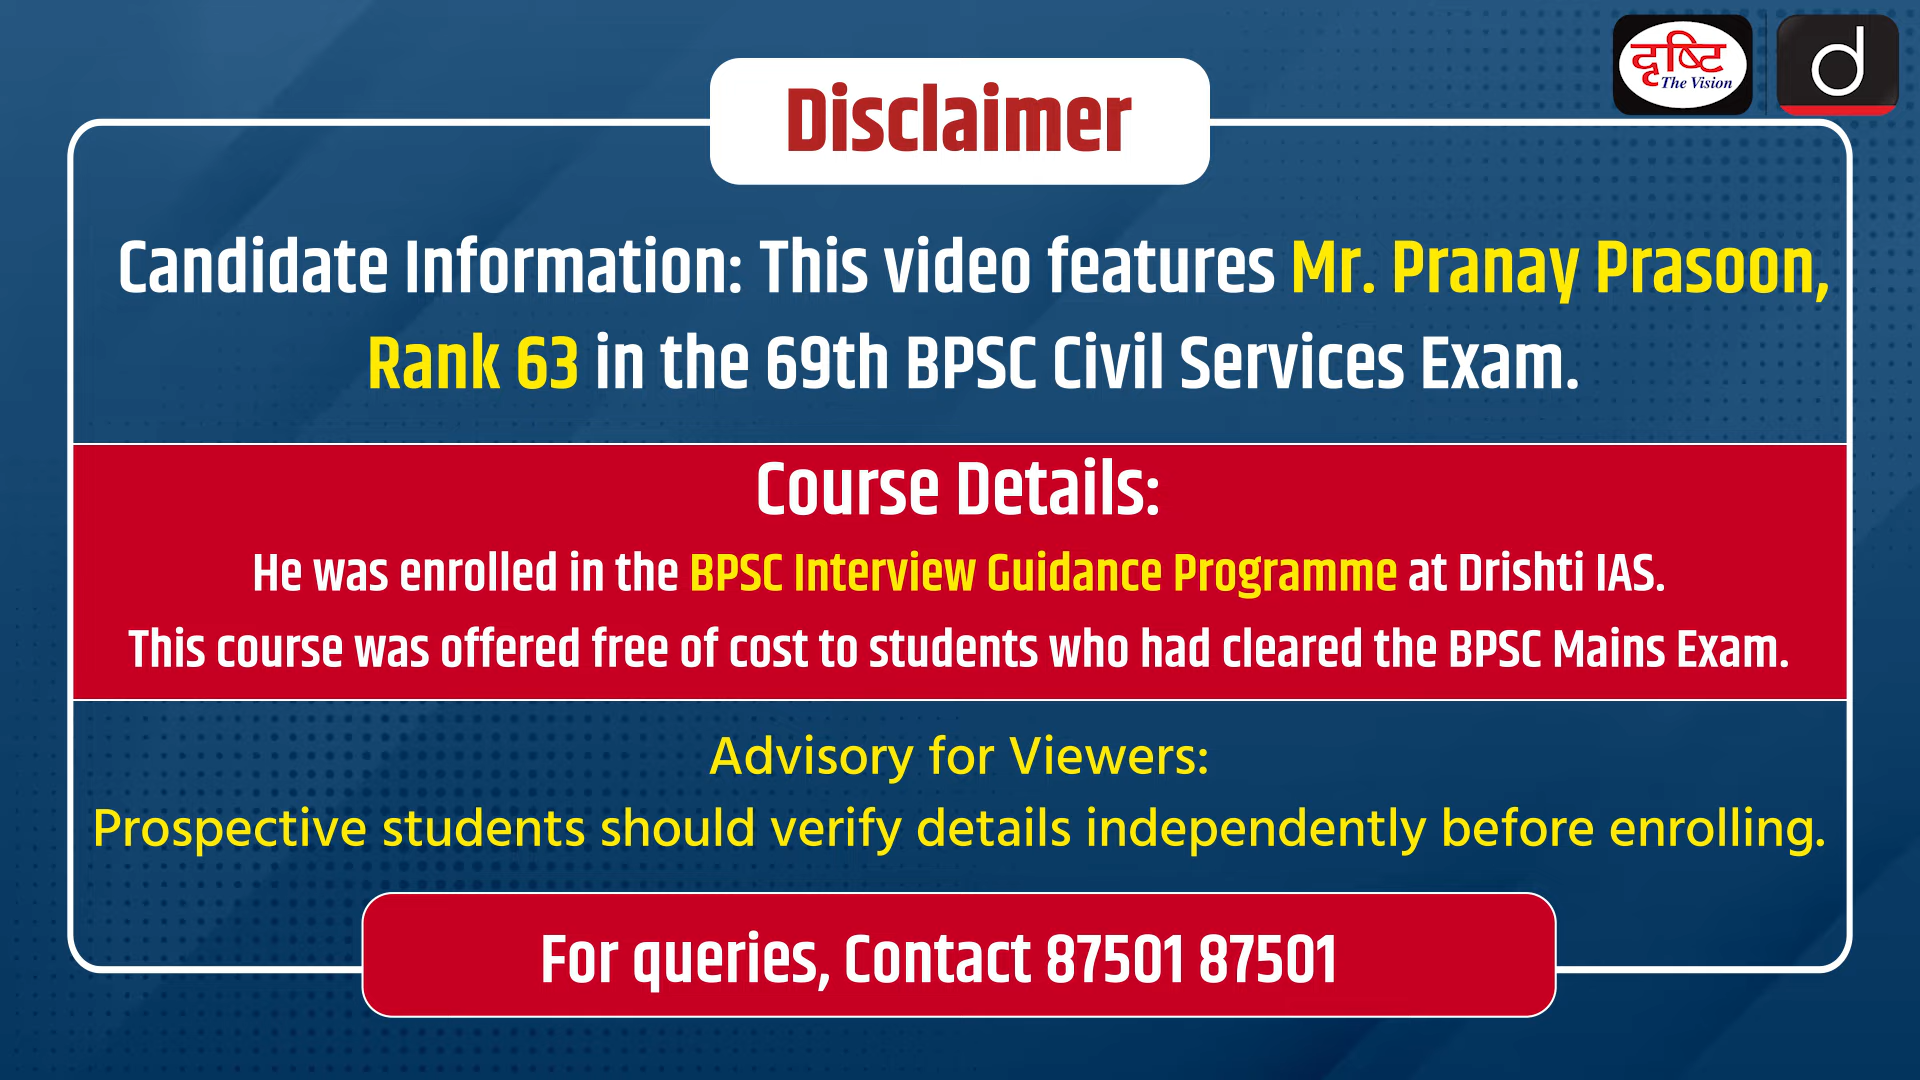 दृष्टि
The Vision
d
Disclaimer
Candidate Information: This video features Mr. Pranay Prasoon,
Rank 63 in the 69th BPSC Civil Services Exam.
Course Details:
He was enrolled in the BPSC Interview Guidance Programme at Drishti IAS.
This course was offered free of cost to students who had cleared the BPSC Mains Exam.
Advisory for Viewers:
Prospective students should verify details independently before enrolling.
For queries, Contact 87501 87501